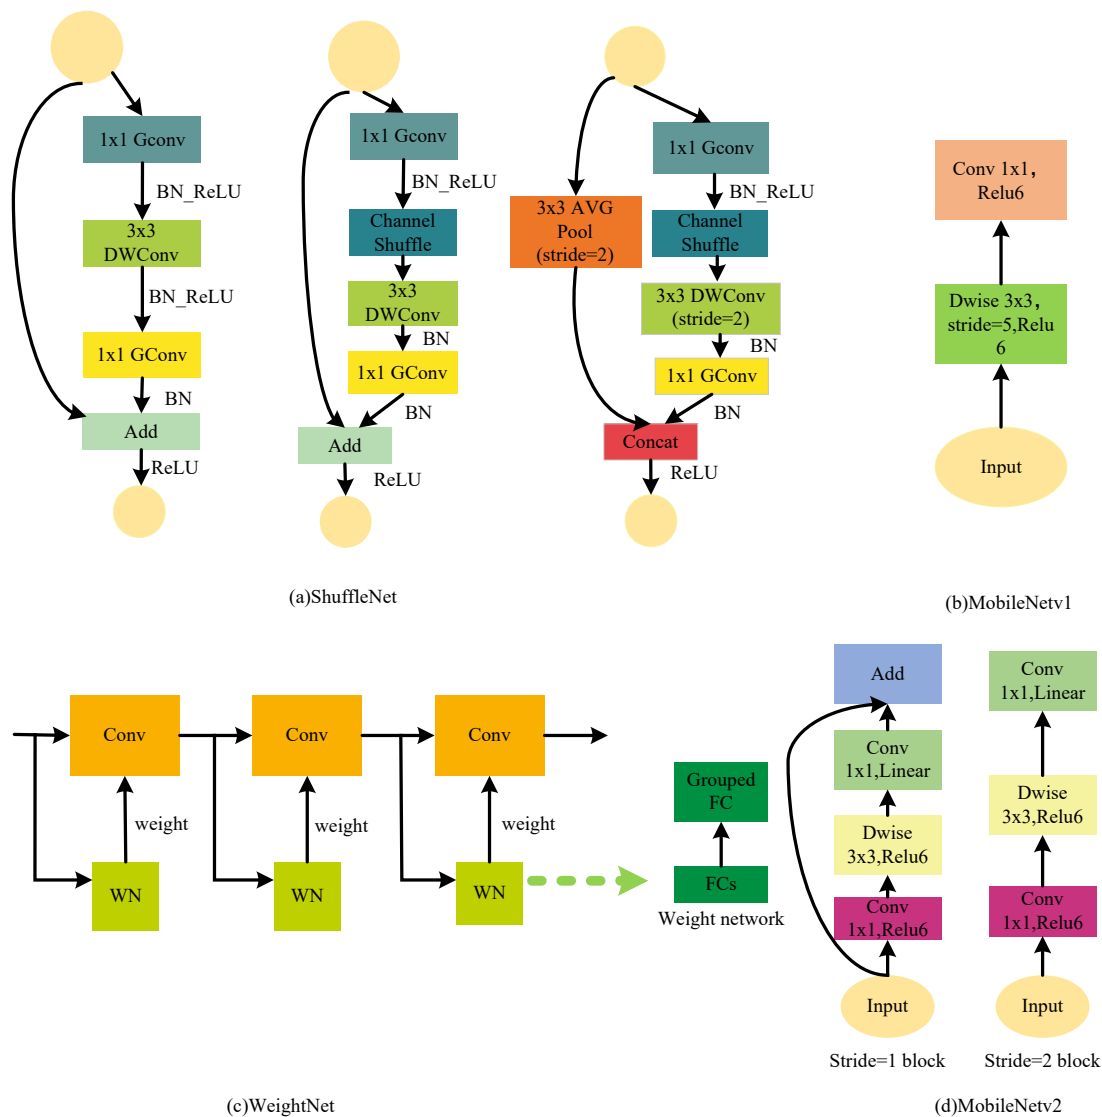 1x1 Gconv
BN_ReLU
3x3
DWConv
BN_ReLU
1x1 GConv
BN
Add
ReLU
1x1 Gconv
BN_ReLU
Channel
Shuffle
3x3
DWConv
BN
1x1 GConv
BN
Add
ReLU
3x3 AVG
Pool
(stride=2)
1x1 Gconv
BN_ReLU
Channel
Shuffle
3x3 DWConv
(stride=2)
BN
1x1 GConv
BN
Concat
ReLU
(a)ShuffleNet
Conv 1x1,
Relu6
Dwise 3x3,
stride=5,Relu
6
Input
(b)MobileNetv1
Conv
Conv
Conv
weight
weight
weight
WN
WN
WN
Grouped
FC
FCs
Weight network
(c)WeightNet
Add
Conv
1x1,Linear
Dwise
3x3,Relu6
Conv
1x1,Relu6
Input
Stride=1 block
Conv
1x1,Linear
Dwise
3x3,Relu6
Conv
1x1,Relu6
Input
Stride=2 block
(d)MobileNetv2